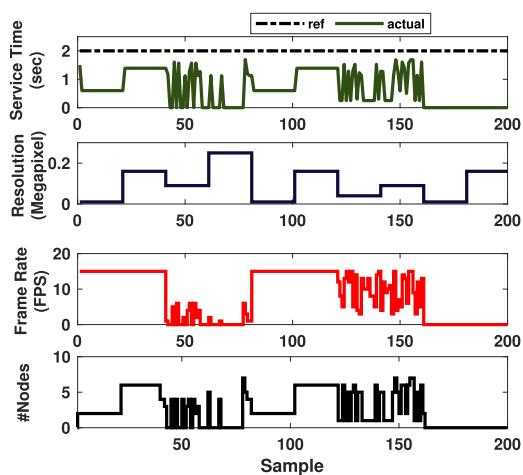 ref actual
Service Time
(sec)
2
1
0
0 50 100 150 200
Resolution
(Megapixel)
0.2
0
0 50 100 150 200
Frame Rate
(FPS)
20
10
0
0 50 100 150 200
#Nodes
10
5
0
0 50 100 150 200
Sample